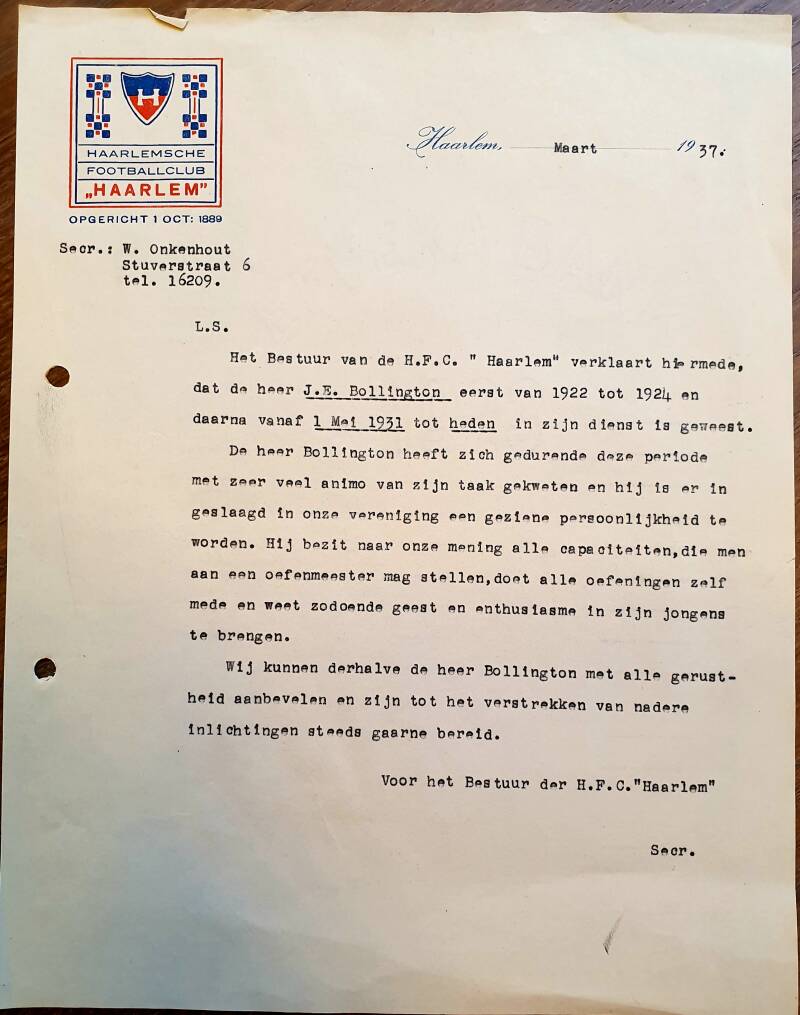 H
HAARLEMSCHE
FOOTBALLCLUB
„HAARLEM"
OPGERICHT 1 OCT: 1889
Haarlem, Maart 1937.
Secr.: W. Onkenhout
Stuverstraat 6
tel. 16209.
L.S.
Het Bestuur van de H.F.C. " Haarlem" verklaart hiermede,
dat de heer J.E. Bollington eerst van 1922 tot 1924 en
daarna vanaf 1 Mei 1931 tot heden in zijn dienst is geweest.
De heer Bollington heeft zich gedurende deze periode
met zeer veel animo van zijn taak gekweten en hij is er in
geslaagd in onze vereniging een geziene persoonlijkheid te
worden. Hij bezit naar onze mening alle capaciteiten,die men
aan een oefenmeester mag stellen,doet alle oefeningen zelf
mede en weet zodoende geest en enthusiasme in zijn jongens
te brengen.
Wij kunnen derhalve de heer Bollington met alle gerust-
heid aanbevelen en zijn tot het verstrekken van nadere
inlichtingen steeds gaarne bereid.
Voor het Bestuur der H.F.C."Haarlem"
Secr.